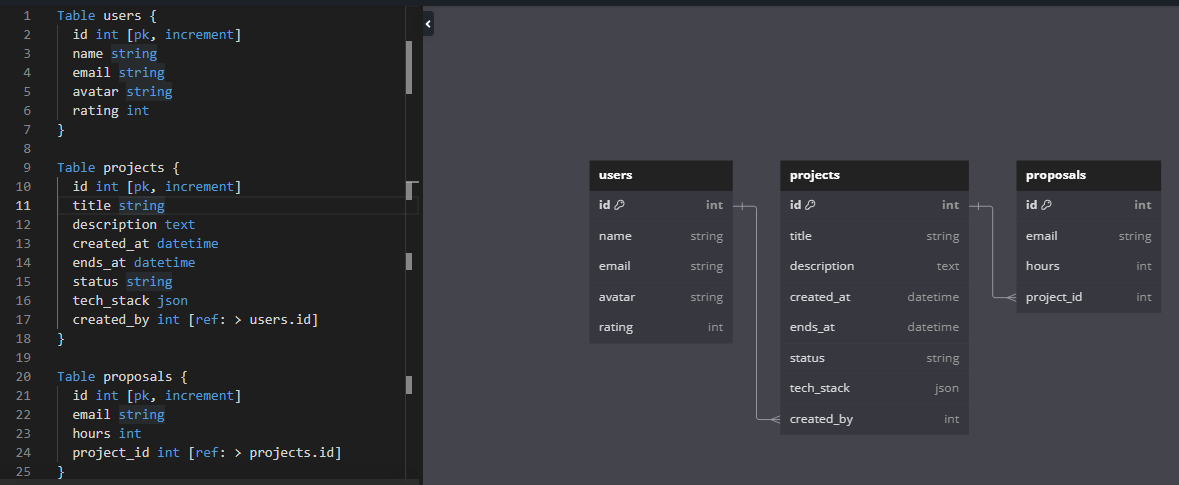 1 Table users {
2 id int [pk, increment]
3 name string
4 email string
5 avatar string
6 rating int
7 }
8
9 Table projects {
10 id int [pk, increment]
11 title string
12 description text
13 created_at datetime
14 ends_at datetime
15 status string
16 tech_stack json
17 created_by int [ref: > users.id]
18 }
19
20 Table proposals {
21 id int [pk, increment]
22 email string
23 hours int
24 project_id int [ref: > projects.id]
25 }
users
id int
name string
email string
avatar string
rating int
projects
id int
title string
description text
created_at datetime
ends_at datetime
status string
tech_stack json
created_by int
proposals
id int
email string
hours int
project_id int